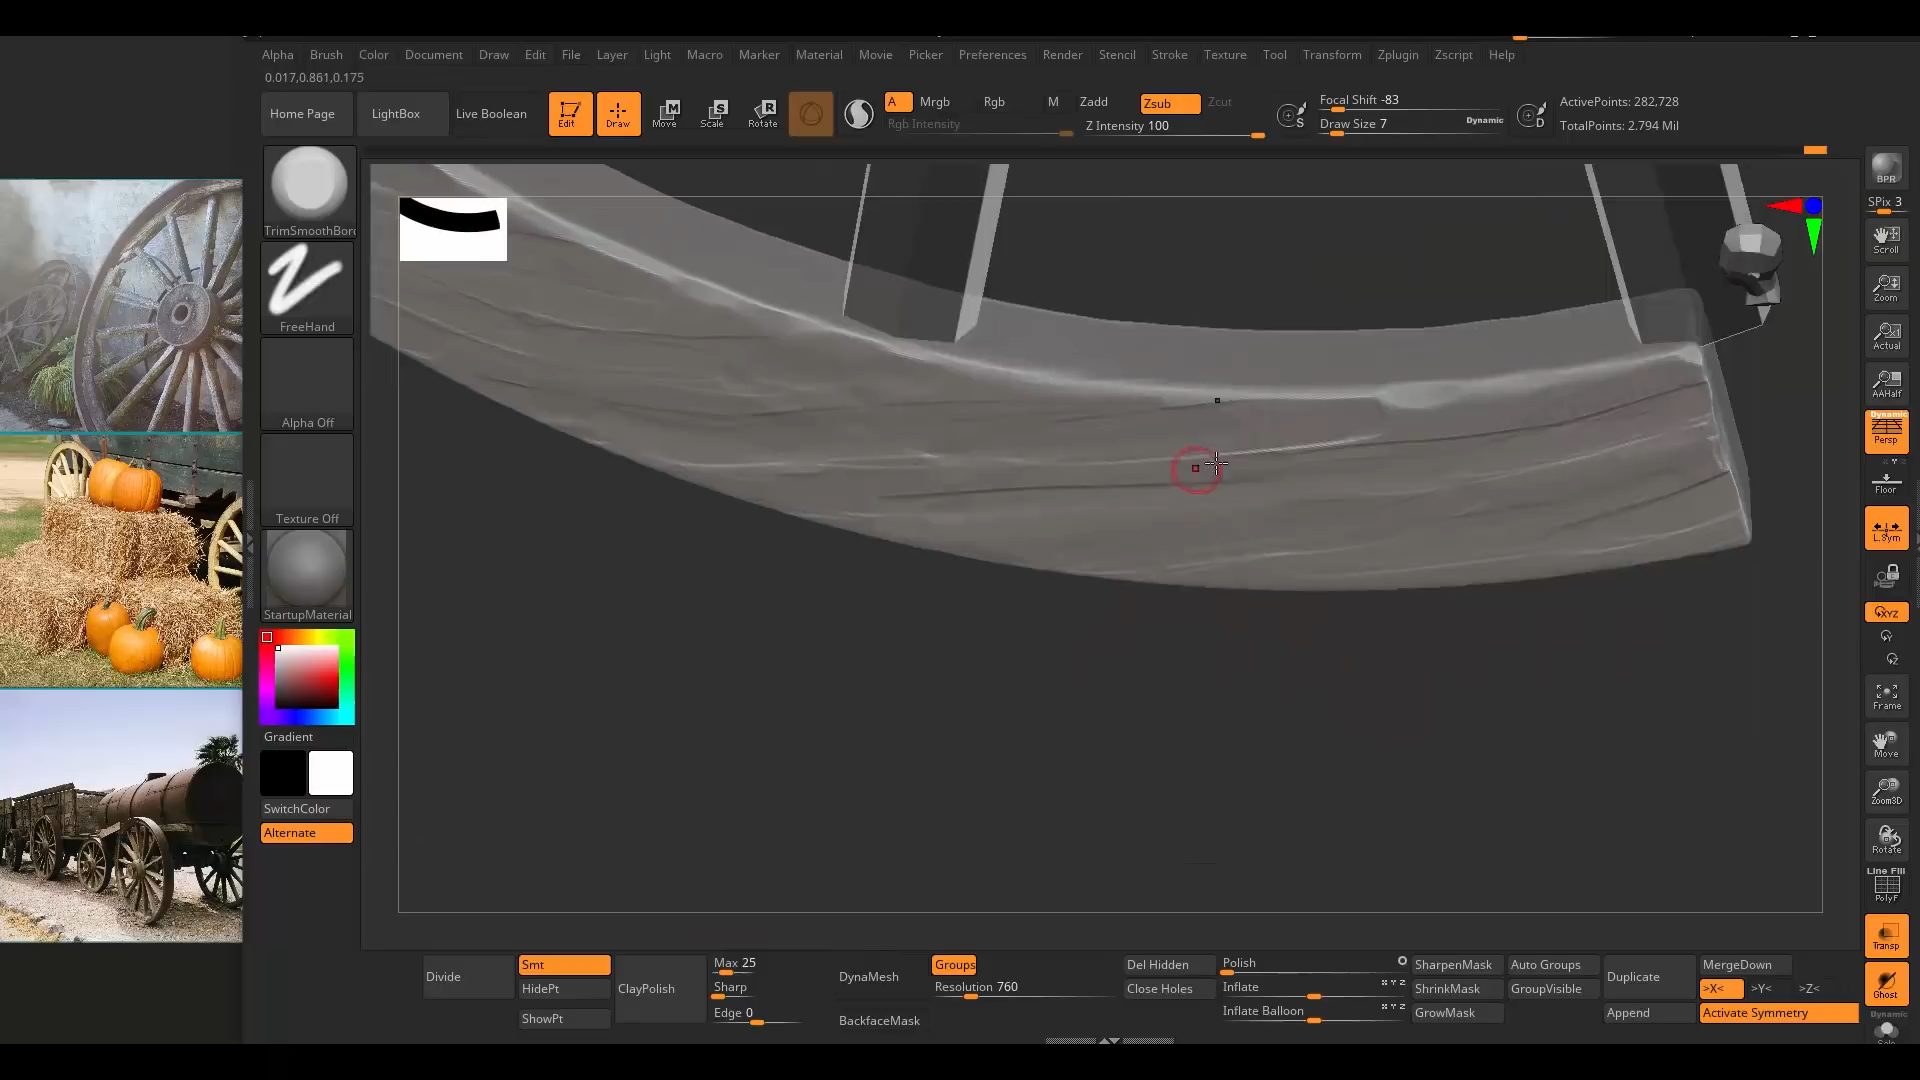 Alpha Brush Color Document Draw Edit File Layer Light Macro Marker Material Movie Picker Preferences Render Stencil Stroke Texture Tool Transform Zplugin Zscript Help
0.017,0.861,0.175
Home Page LightBox Live Boolean Edit Draw Move Scale Rotate A Mrgb Rgb M Zadd Zsub Zcut Focal Shift -83 ActivePoints: 282,728
Rgb Intensity Z Intensity 100 Draw Size 7 Dynamic TotalPoints: 2.794 Mil
S D
M S R
TrimSmoothBord
FreeHand
Alpha Off
Texture Off
StartupMaterial
Gradient
SwitchColor
Alternate
BPR
SPix 3
Scroll
Zoom
Actual
AAHalf
Dynamic
Persp
Floor
L.Sym
XYZ
Frame
Move
Zoom3D
Rotate
Line Fill
PolyF
Transp
Ghost
Dynamic
Solo
Divide Smt HidePt ShowPt
ClayPolish Max 25 Sharp Edge 0
DynaMesh BackfaceMask Groups Resolution 760
Del Hidden Close Holes
Polish Inflate Inflate Balloon
X Y Z
X Y Z
SharpenMask ShrinkMask GrowMask
Auto Groups GroupVisible
Duplicate Append
MergeDown >X< >Y< >Z<
Activate Symmetry